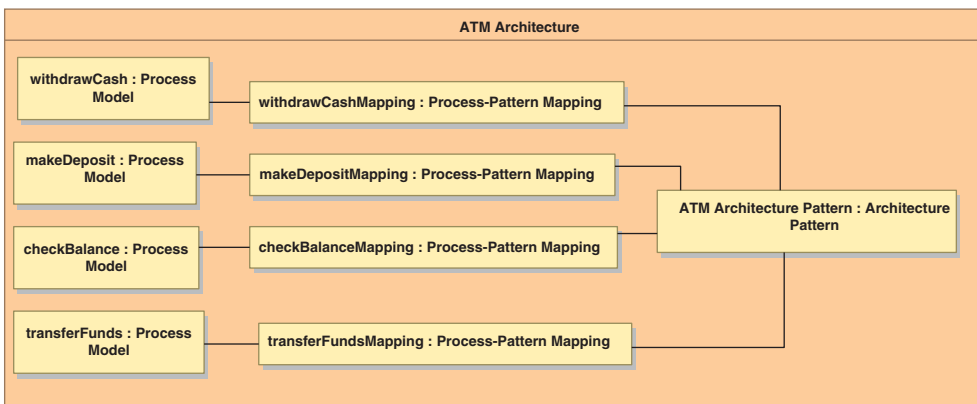 ATM Architecture
withdrawCash : Process
Model
withdrawCashMapping : Process-Pattern Mapping
makeDeposit : Process
Model
makeDepositMapping : Process-Pattern Mapping
ATM Architecture Pattern : Architecture
Pattern
checkBalance : Process
Model
checkBalanceMapping : Process-Pattern Mapping
transferFunds : Process
Model
transferFundsMapping : Process-Pattern Mapping